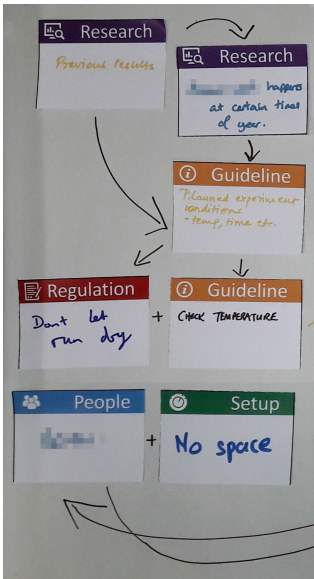 Research
Previous results
Research
happens
at certain times
of year.
Guideline
Planned experiment
conditions
-temp, time etc.
Regulation
Dont let
run dry
+
Guideline
CHECK TEMPERATURE
People
+
Setup
No space